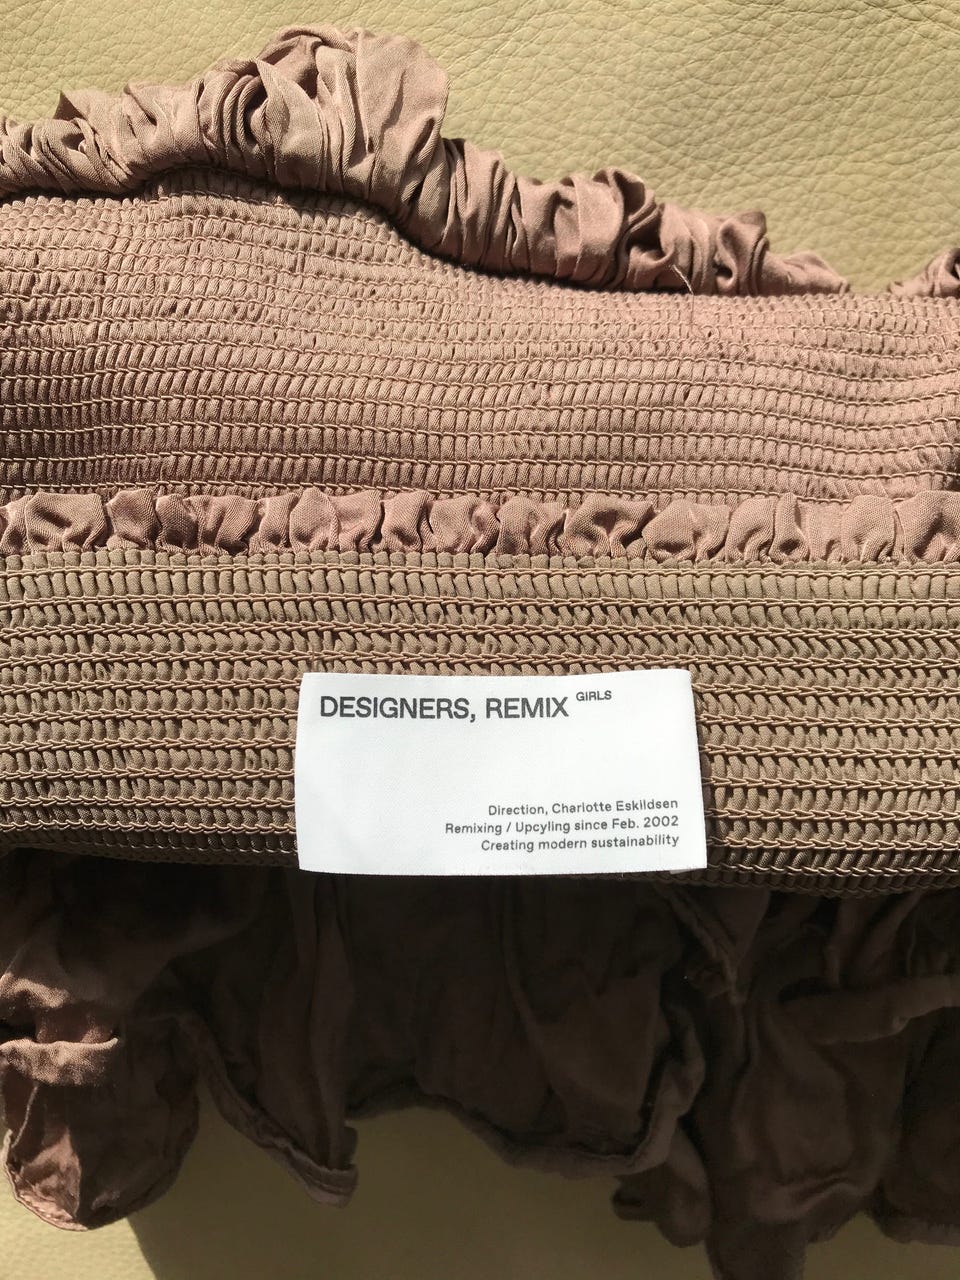 DESIGNERS, REMIX GIRLS
Direction, Charlotte Eskildsen
Remixing / Upcyling since Feb. 2002
Creating modern sustainability